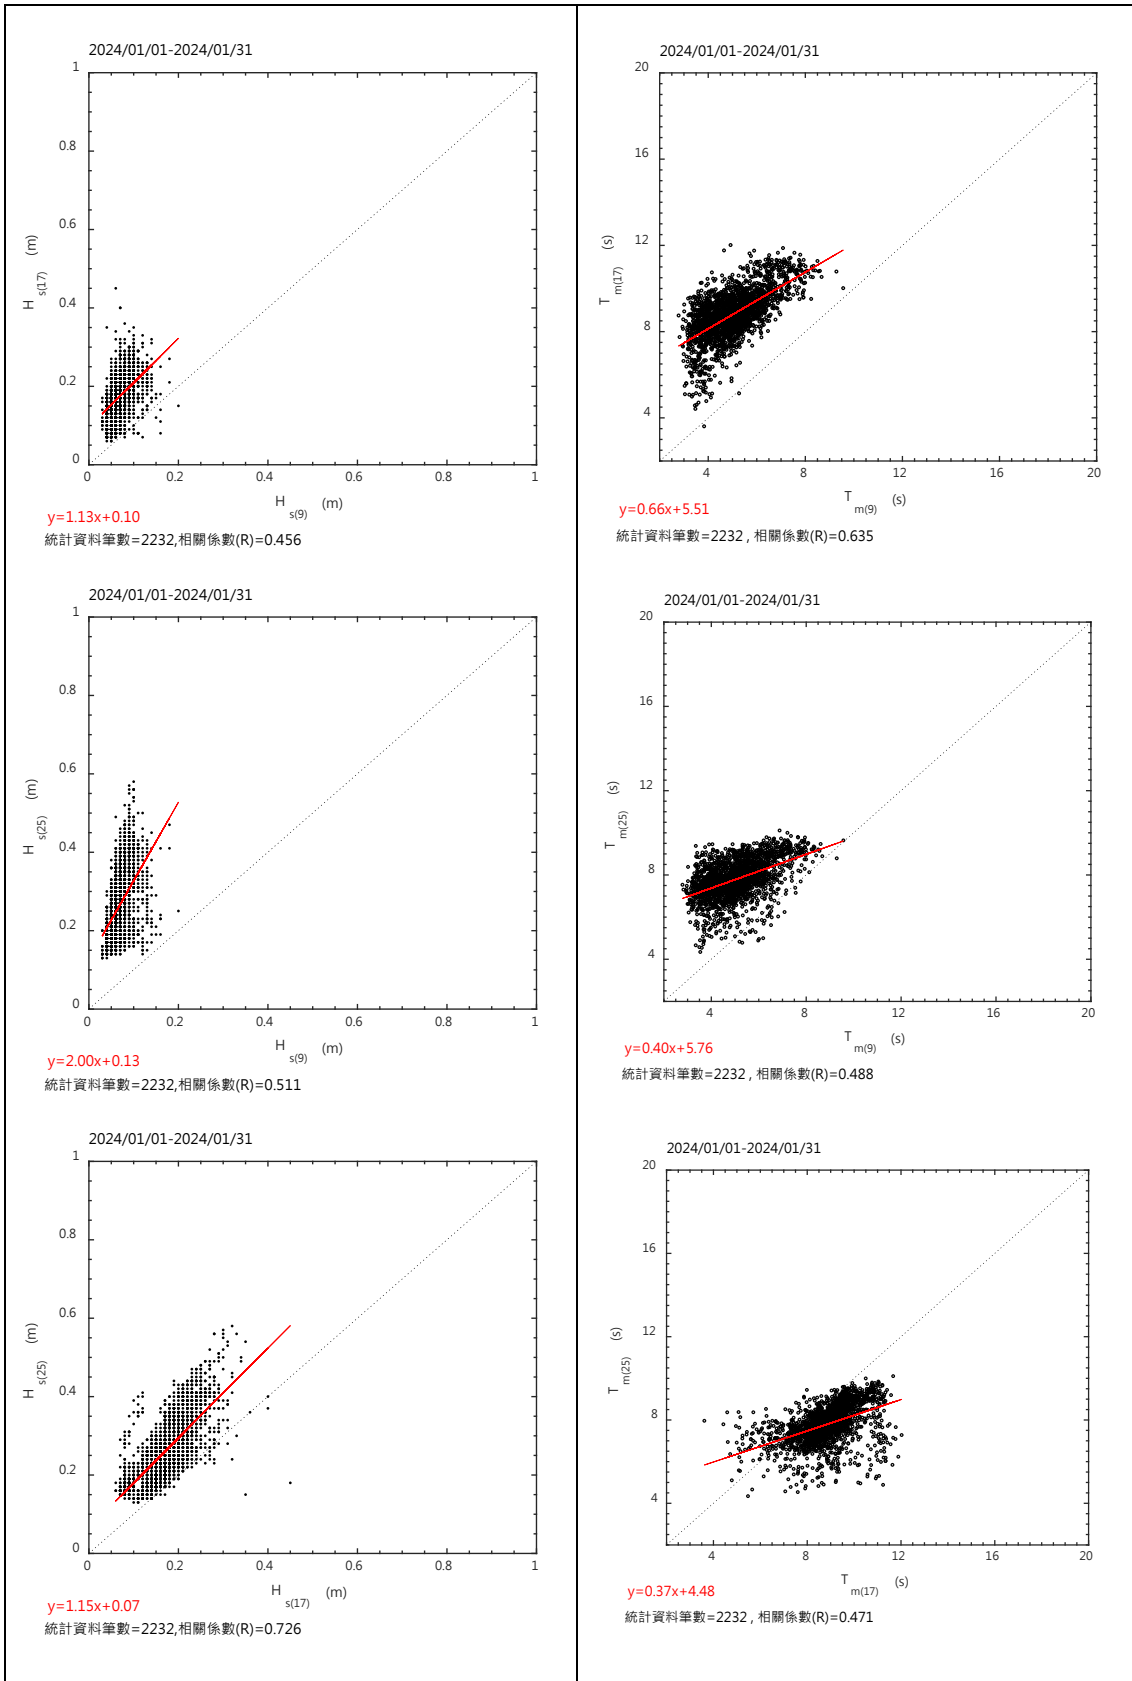 2024/01/01-2024/01/31
1
0.8
0.6
0.4
0.2
0
H s(17) (m)
0 0.2 0.4 0.6 0.8 1
H s(9) (m)
y=1.13x+0.10
統計資料筆數=2232,相關係數(R)=0.456
2024/01/01-2024/01/31
20
16
12
8
4
T m(17) (s)
4 8 12 16 20
T m(9) (s)
y=0.66x+5.51
統計資料筆數=2232 , 相關係數(R)=0.635
2024/01/01-2024/01/31
1
0.8
0.6
0.4
0.2
0
H s(25) (m)
0 0.2 0.4 0.6 0.8 1
H s(9) (m)
y=2.00x+0.13
統計資料筆數=2232,相關係數(R)=0.511
2024/01/01-2024/01/31
20
16
12
8
4
T m(25) (s)
4 8 12 16 20
T m(9) (s)
y=0.40x+5.76
統計資料筆數=2232 , 相關係數(R)=0.488
2024/01/01-2024/01/31
1
0.8
0.6
0.4
0.2
0
H s(25) (m)
0 0.2 0.4 0.6 0.8 1
H s(17) (m)
y=1.15x+0.07
統計資料筆數=2232,相關係數(R)=0.726
2024/01/01-2024/01/31
20
16
12
8
4
T m(25) (s)
4 8 12 16 20
T m(17) (s)
y=0.37x+4.48
統計資料筆數=2232 , 相關係數(R)=0.471